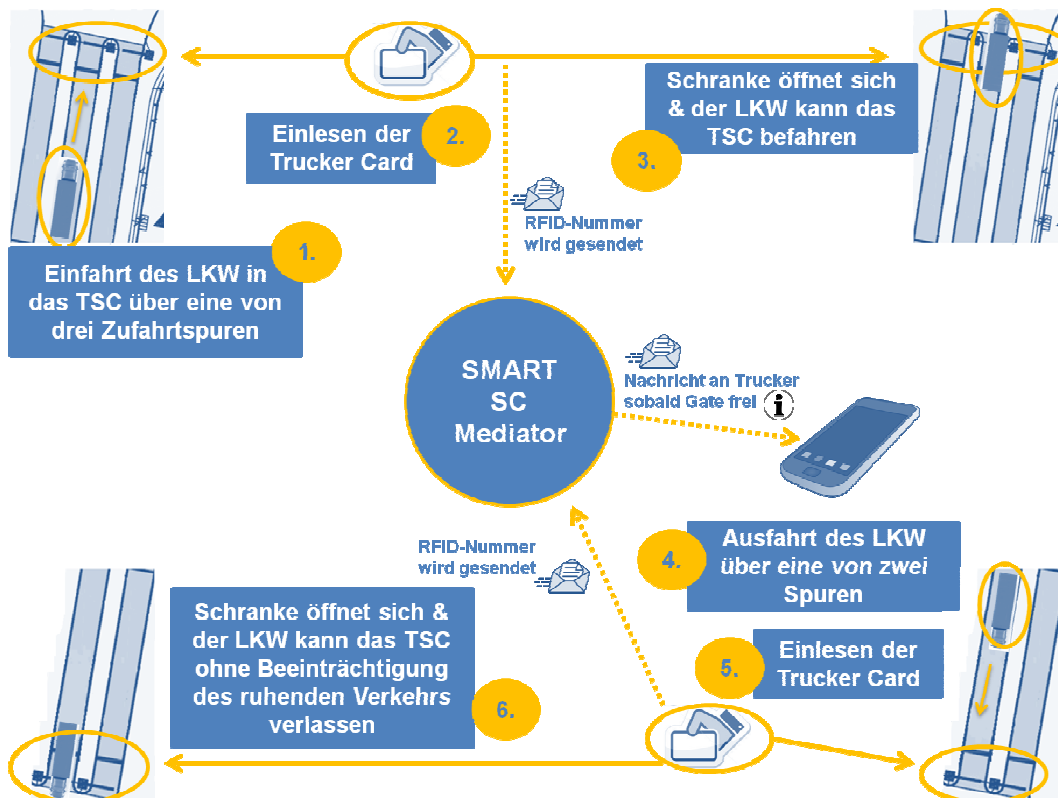 1.
Einfahrt des LKW in
das TSC über eine von
drei Zufahrtspuren
2.
Einlesen der
Trucker Card
RFID-Nummer
wird gesendet
3.
Schranke öffnet sich
& der LKW kann das
TSC befahren
SMART
SC
Mediator
Nachricht an Trucker
sobald Gate frei i
4.
Ausfahrt des LKW
über eine von zwei
Spuren
5.
Einlesen der
Trucker Card
RFID-Nummer
wird gesendet
6.
Schranke öffnet sich &
der LKW kann das TSC
ohne Beeinträchtigung
des ruhenden Verkehrs
verlassen